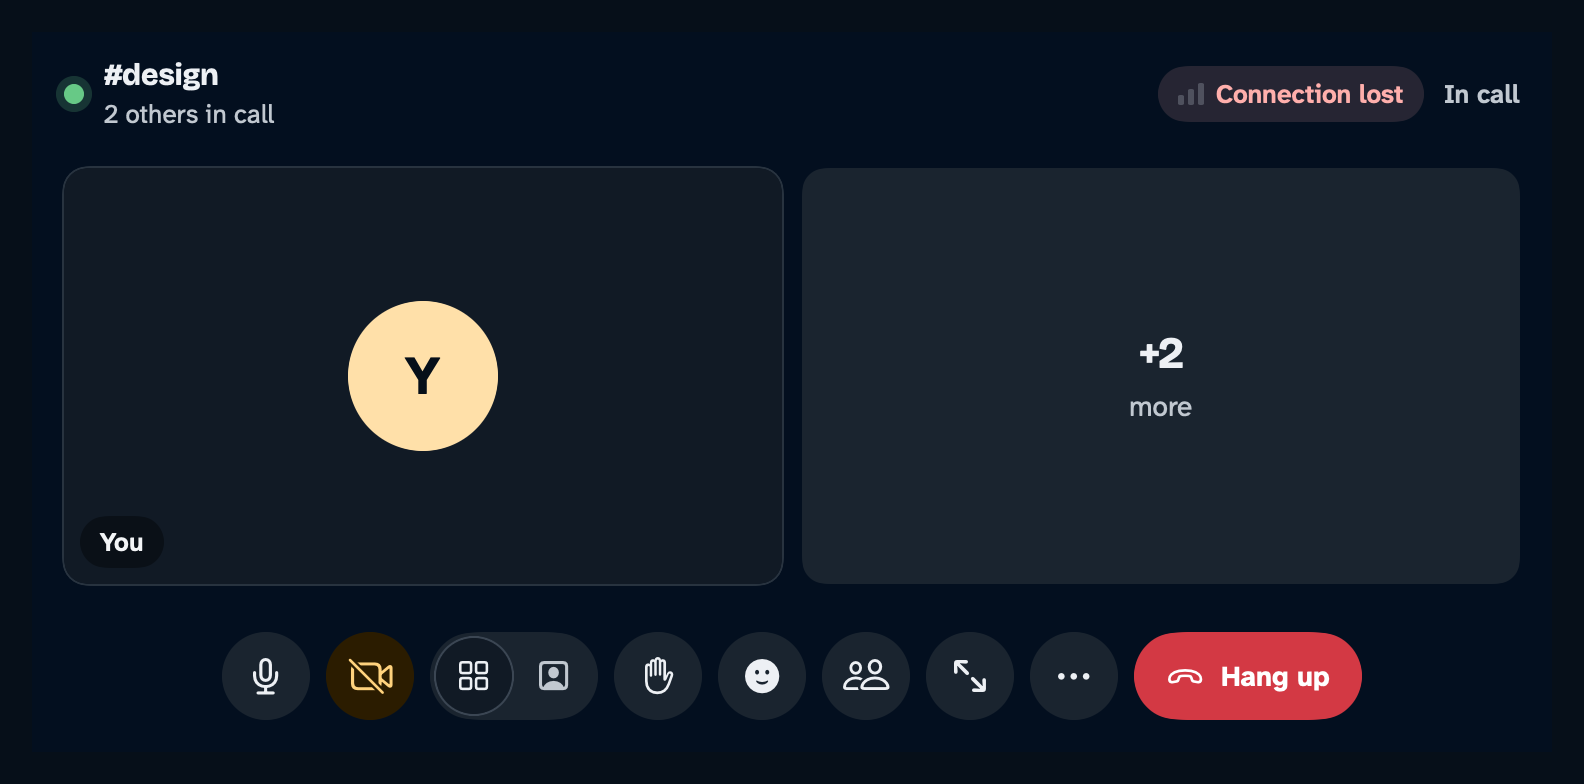 #design
2 others in call
Connection lost
In call
Y
You
+2
more
Hang up